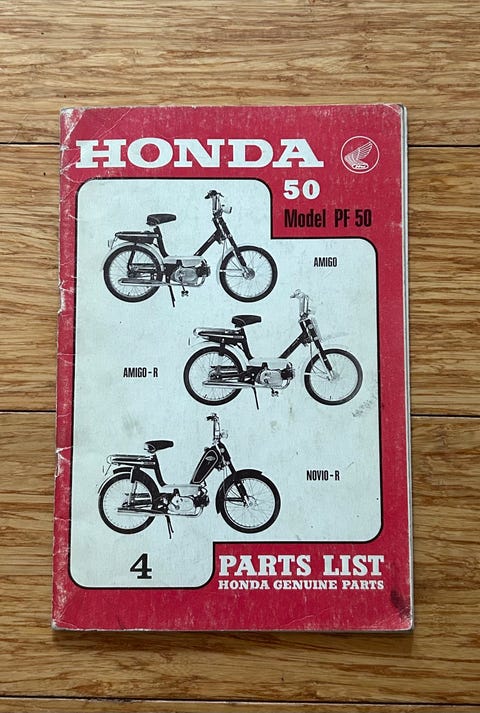 HONDA
50
Model PF 50
AMIGO
AMIGO-R
NOVIO-R
4
PARTS LIST
HONDA GENUINE PARTS